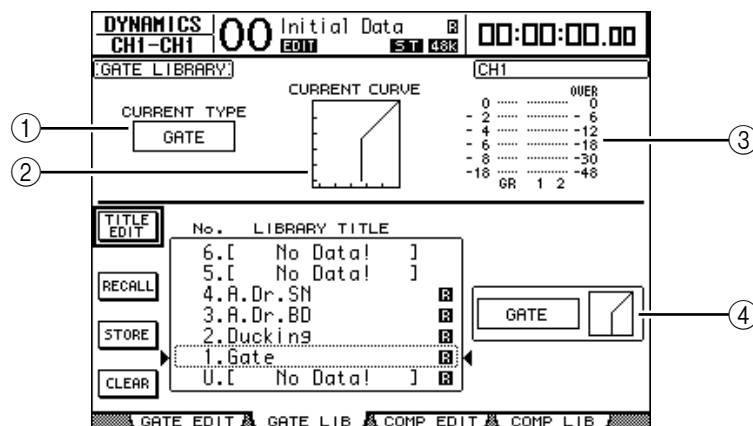 DYNAMICS
CH1-CH1
00
Initial Data R
EDIT ST 48K
00:00:00.00
GATE LIBRARY
CH1
CURRENT TYPE
GATE
CURRENT CURVE
OVER
0 0
-2 -6
-4 -12
-6 -18
-8 -30
-18 -48
GR 1 2
1
2
3
4
TITLE EDIT
RECALL
STORE
CLEAR
No. LIBRARY TITLE
6.[ No Data! ]
5.[ No Data! ]
4.A.Dr.SN R
3.A.Dr.BD R
2.Ducking R
1.Gate R
U.[ No Data! ] R
GATE
GATE EDIT GATE LIB COMP EDIT COMP LIB